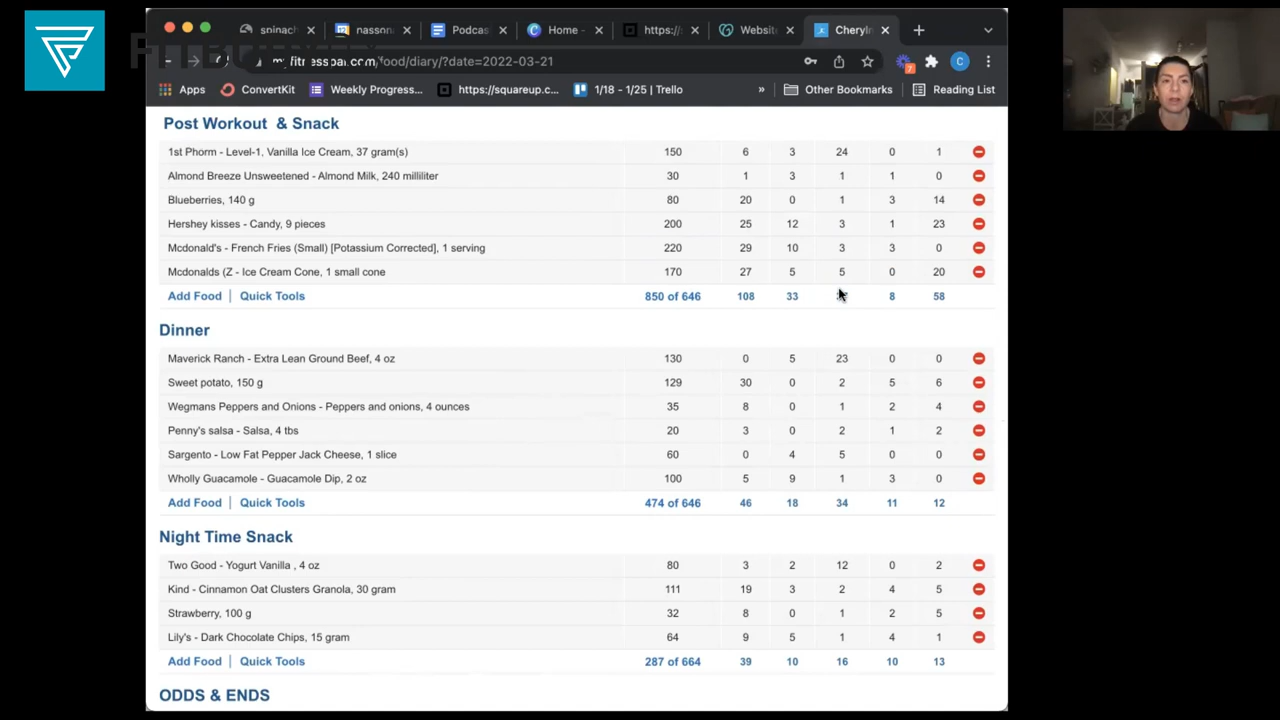 spinach
nassonr
Podcas
Home -
https://
Website
Cheryln
myfitnesspal.com/food/diary/?date=2022-03-21
7
C
Apps
ConvertKit
Weekly Progress...
https://squareup.c...
1/18 - 1/25 | Trello
»
Other Bookmarks
Reading List
Post Workout & Snack
1st Phorm - Level-1, Vanilla Ice Cream, 37 gram(s) 150 6 3 24 0 1
Almond Breeze Unsweetened - Almond Milk, 240 milliliter 30 1 3 1 1 0
Blueberries, 140 g 80 20 0 1 3 14
Hershey kisses - Candy, 9 pieces 200 25 12 3 1 23
Mcdonald's - French Fries (Small) [Potassium Corrected], 1 serving 220 29 10 3 3 0
Mcdonalds (Z - Ice Cream Cone, 1 small cone 170 27 5 5 0 20
Add Food | Quick Tools 850 of 646 108 33 8 58
Dinner
Maverick Ranch - Extra Lean Ground Beef, 4 oz 130 0 5 23 0 0
Sweet potato, 150 g 129 30 0 2 5 6
Wegmans Peppers and Onions - Peppers and onions, 4 ounces 35 8 0 1 2 4
Penny's salsa - Salsa, 4 tbs 20 3 0 2 1 2
Sargento - Low Fat Pepper Jack Cheese, 1 slice 60 0 4 5 0 0
Wholly Guacamole - Guacamole Dip, 2 oz 100 5 9 1 3 0
Add Food | Quick Tools 474 of 646 46 18 34 11 12
Night Time Snack
Two Good - Yogurt Vanilla , 4 oz 80 3 2 12 0 2
Kind - Cinnamon Oat Clusters Granola, 30 gram 111 19 3 2 4 5
Strawberry, 100 g 32 8 0 1 2 5
Lily's - Dark Chocolate Chips, 15 gram 64 9 5 1 4 1
Add Food | Quick Tools 287 of 664 39 10 16 10 13
ODDS & ENDS